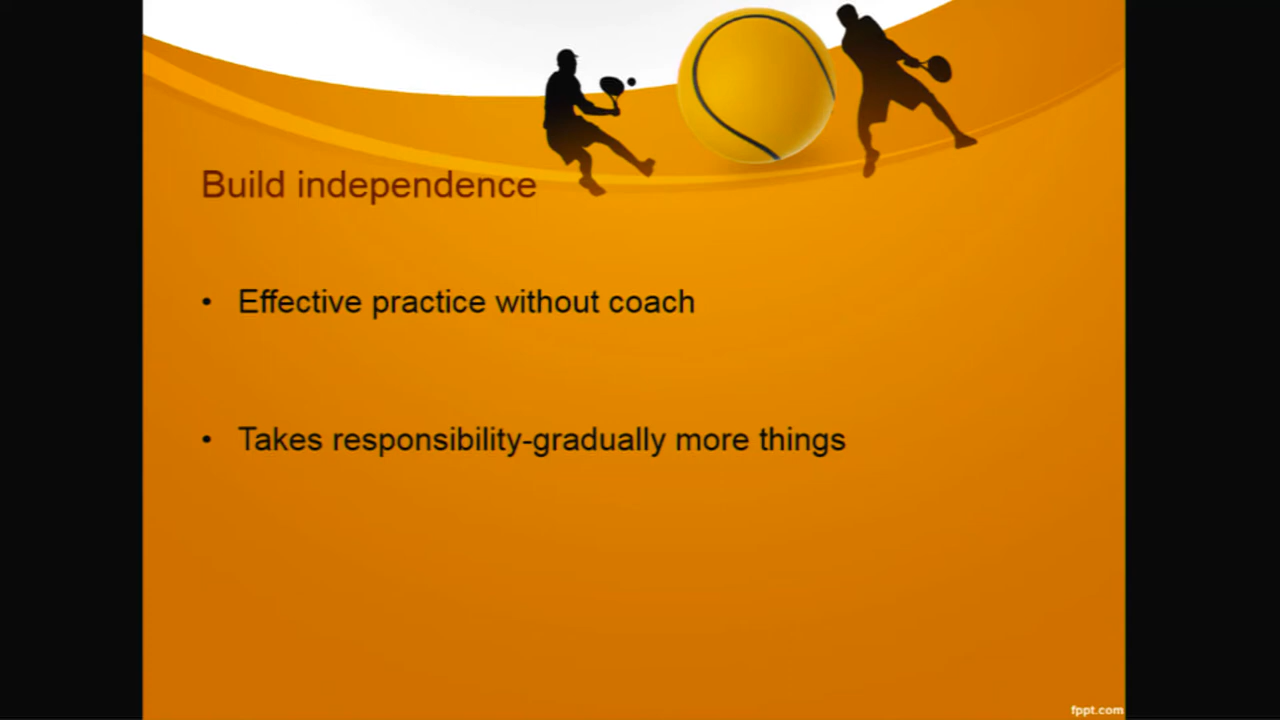 Build independence
• Effective practice without coach
• Takes responsibility-gradually more things
fppt.com